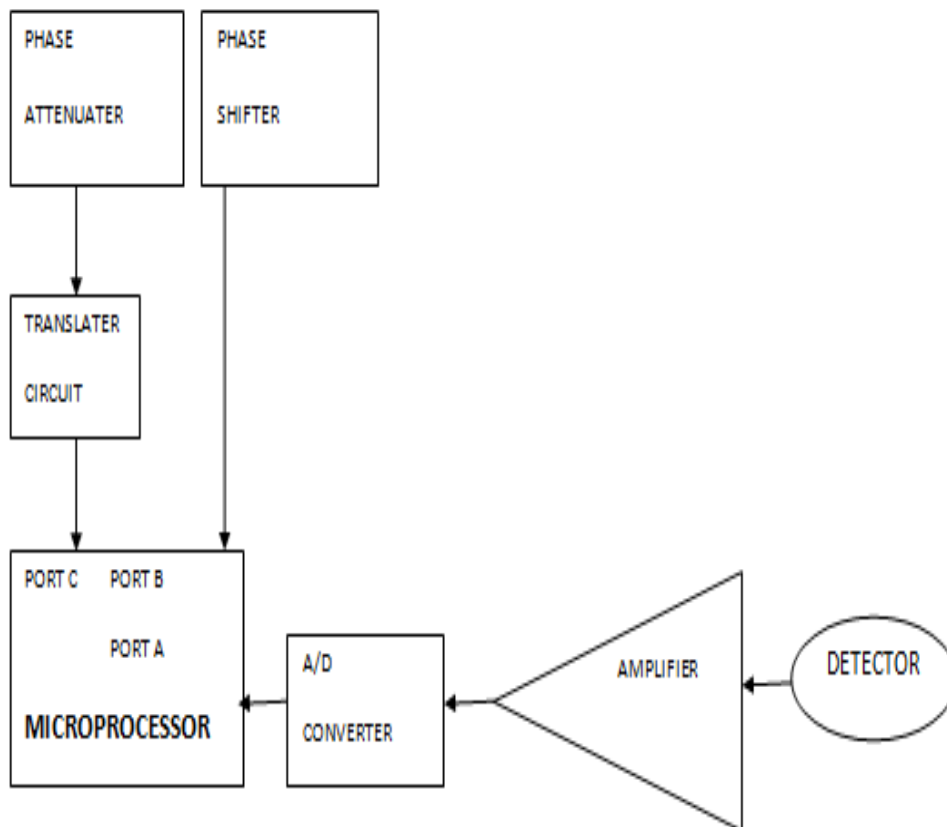 PHASE
ATTENUATER
PHASE
SHIFTER
TRANSLATER
CIRCUIT
PORT C
PORT B
PORT A
MICROPROCESSOR
A/D
CONVERTER
AMPLIFIER
DETECTOR